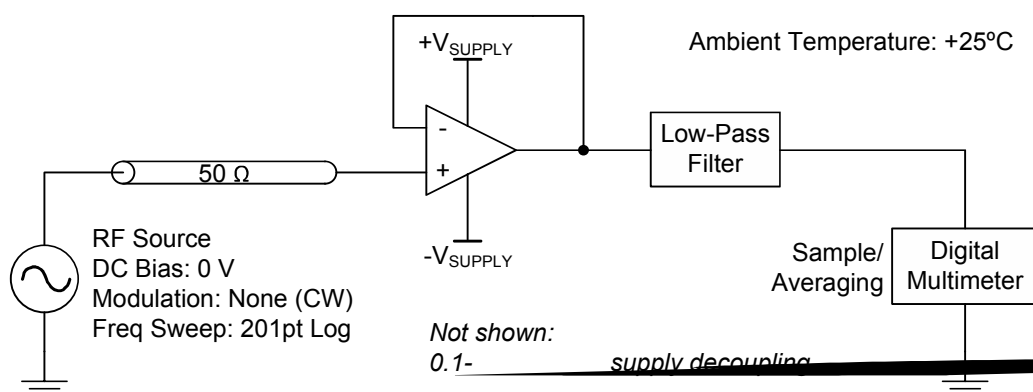 +VSUPPLY
Ambient Temperature: +25ºC
-
+
Low-Pass
Filter
50 Ω
-VSUPPLY
RF Source
DC Bias: 0 V
Modulation: None (CW)
Freq Sweep: 201pt Log
Sample/
Averaging
Digital
Multimeter
Not shown:
0.1- supply decoupling